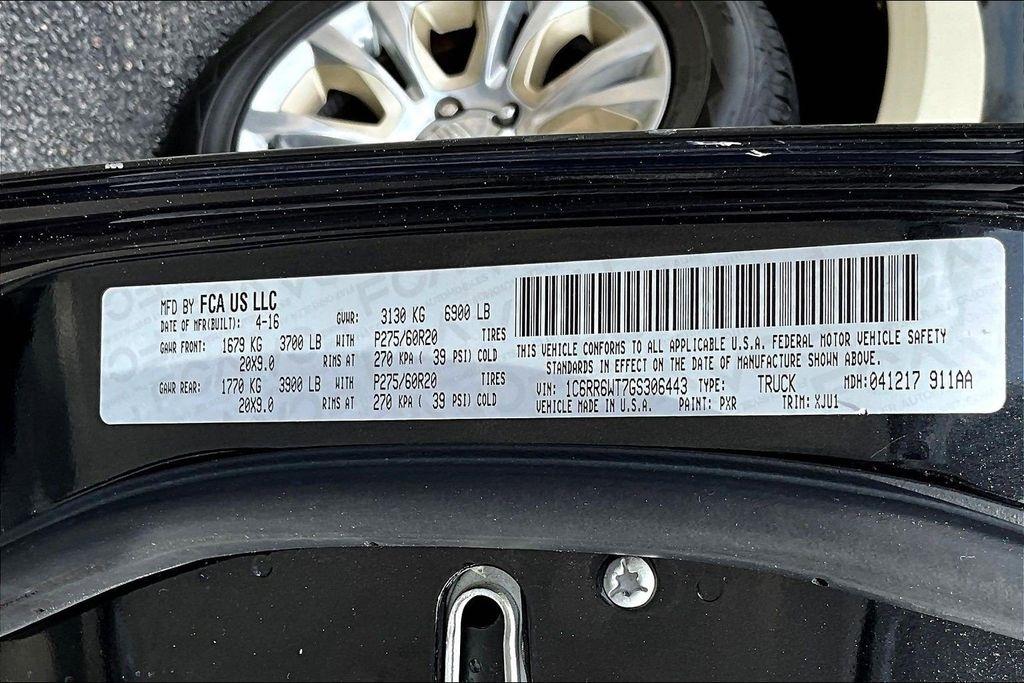 MFD BY FCA US LLC
DATE OF MFR(BUILT): 4-16 GVWR: 3130 KG 6900 LB
GAWR FRONT: 1679 KG 3700 LB WITH P275/60R20 TIRES
20X9.0 RIMS AT 270 KPA ( 39 PSI) COLD
GAWR REAR: 1770 KG 3900 LB WITH P275/60R20 TIRES
20X9.0 RIMS AT 270 KPA ( 39 PSI) COLD
THIS VEHICLE CONFORMS TO ALL APPLICABLE U.S.A. FEDERAL MOTOR VEHICLE SAFETY
STANDARDS IN EFFECT ON THE DATE OF MANUFACTURE SHOWN ABOVE.
VIN: 1C6RR6WT7GS306443 TYPE: TRUCK MDH: 041217 911AA
VEHICLE MADE IN U.S.A. PAINT: PXR TRIM: XJU1